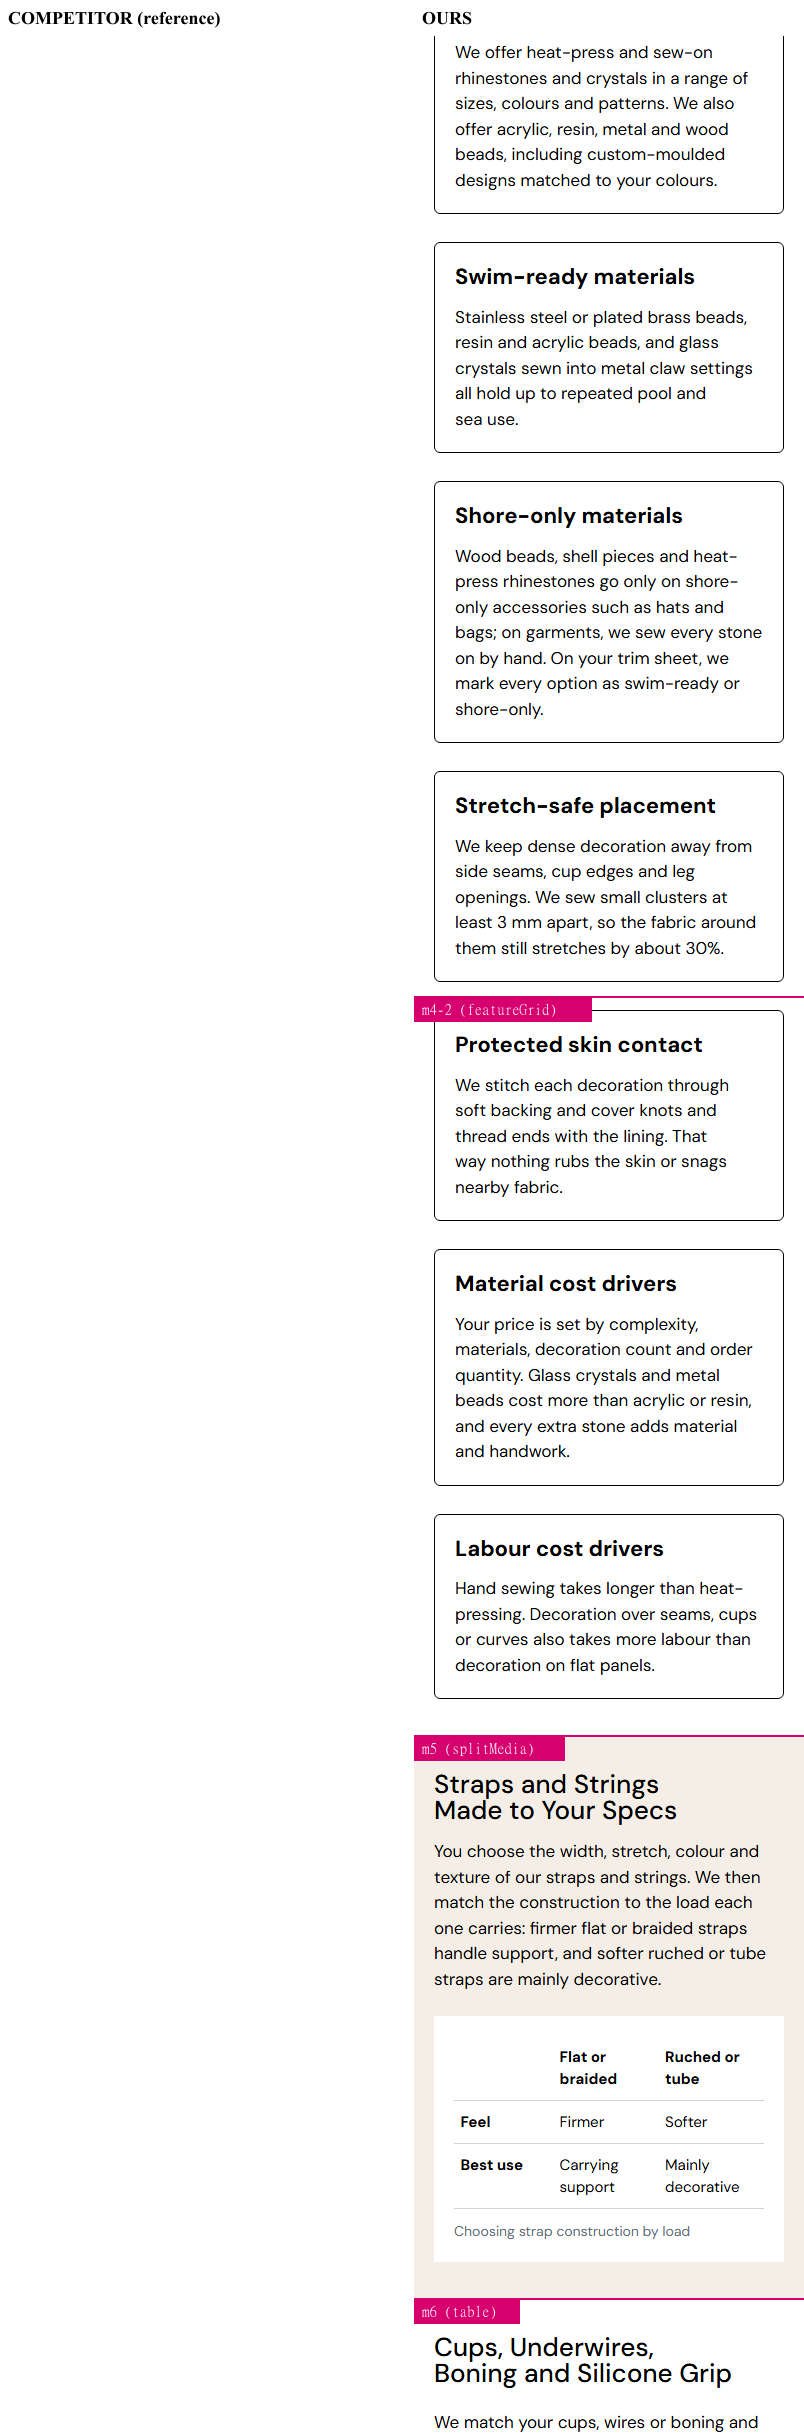 COMPETITOR (reference)
OURS
We offer heat-press and sew-on
rhinestones and crystals in a range of
sizes, colours and patterns. We also
offer acrylic, resin, metal and wood
beads, including custom-moulded
designs matched to your colours.
Swim-ready materials
Stainless steel or plated brass beads,
resin and acrylic beads, and glass
crystals sewn into metal claw settings
all hold up to repeated pool and
sea use.
Shore-only materials
Wood beads, shell pieces and heat-
press rhinestones go only on shore-
only accessories such as hats and
bags; on garments, we sew every stone
on by hand. On your trim sheet, we
mark every option as swim-ready or
shore-only.
Stretch-safe placement
We keep dense decoration away from
side seams, cup edges and leg
openings. We sew small clusters at
least 3 mm apart, so the fabric around
them still stretches by about 30%.
m4-2 (featureGrid)
Protected skin contact
We stitch each decoration through
soft backing and cover knots and
thread ends with the lining. That
way nothing rubs the skin or snags
nearby fabric.
Material cost drivers
Your price is set by complexity,
materials, decoration count and order
quantity. Glass crystals and metal
beads cost more than acrylic or resin,
and every extra stone adds material
and handwork.
Labour cost drivers
Hand sewing takes longer than heat-
pressing. Decoration over seams, cups
or curves also takes more labour than
decoration on flat panels.
m5 (splitMedia)
Straps and Strings
Made to Your Specs
You choose the width, stretch, colour and
texture of our straps and strings. We then
match the construction to the load each
one carries: firmer flat or braided straps
handle support, and softer ruched or tube
straps are mainly decorative.
Flat or braided
Ruched or tube
Feel
Firmer
Softer
Best use
Carrying support
Mainly decorative
Choosing strap construction by load
m6 (table)
Cups, Underwires,
Boning and Silicone Grip
We match your cups, wires or boning and